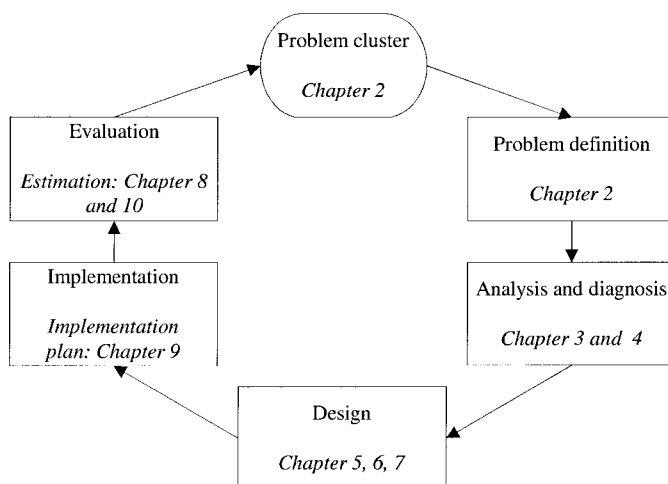 Problem cluster
Chapter 2
Evaluation
Estimation: Chapter 8
and 10
Problem definition
Chapter 2
Implementation
Implementation
plan: Chapter 9
Analysis and diagnosis
Chapter 3 and 4
Design
Chapter 5, 6, 7